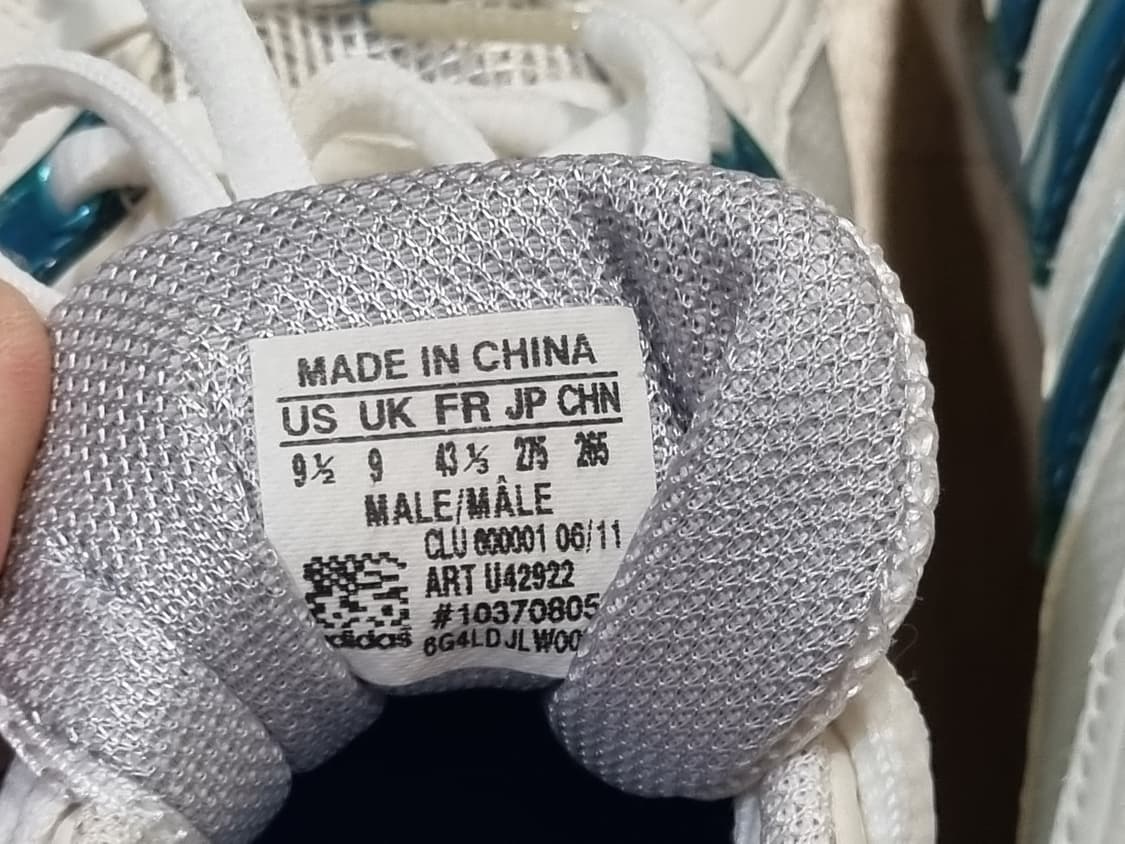 MADE IN CHINA
US UK FR JP CHN
9½ 9 43⅓ 275 265
MALE/MÂLE
CLU 600001 06/11
ART U42922
#10370805
adidas 6G4LDJLW00